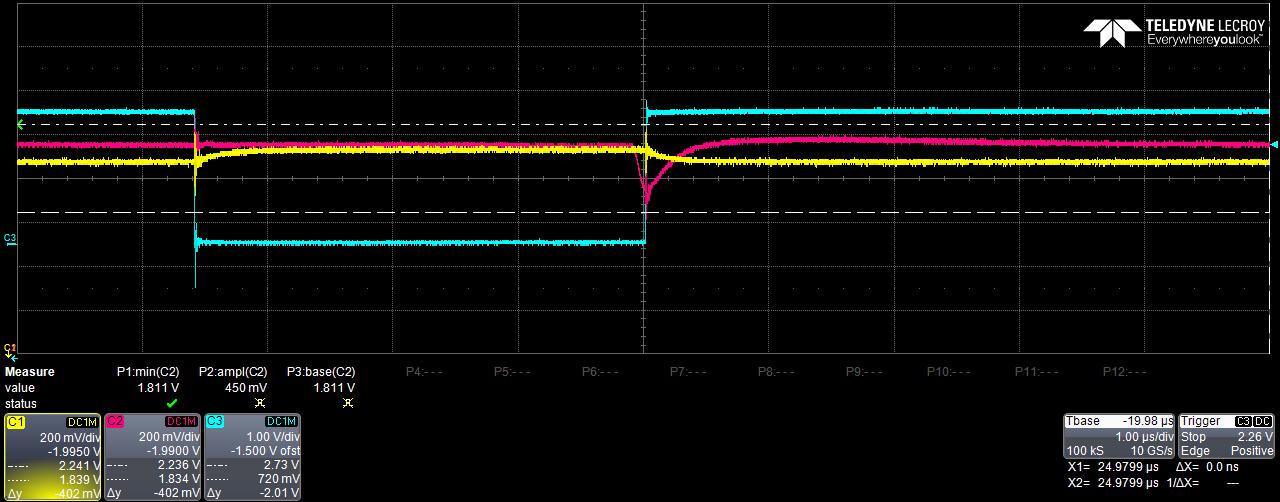 TELEDYNE LECROY
Everywhereyoulook™
C3
C1
Measure P1:min(C2) P2:ampl(C2) P3:base(C2) P4:--- P5:--- P6:--- P7:--- P8:--- P9:--- P10:--- P11:--- P12:---
value 1.811 V 450 mV 1.811 V
status
C1 DC1M
200 mV/div
-1.9950 V
2.241 V
1.839 V
Δy -402 mV
C2 DC1M
200 mV/div
-1.9900 V
2.236 V
1.834 V
-402 mV
C3 DC1M
1.00 V/div
-1.500 V ofst
2.73 V
720 mV
-2.01 V
Tbase -19.98 µs
1.00 µs/div
100 kS 10 GS/s
Trigger C3 DC
Stop 2.26 V
Edge Positive
X1= 24.9799 µs ΔX= 0.0 ns
X2= 24.9799 µs 1/ΔX= ---